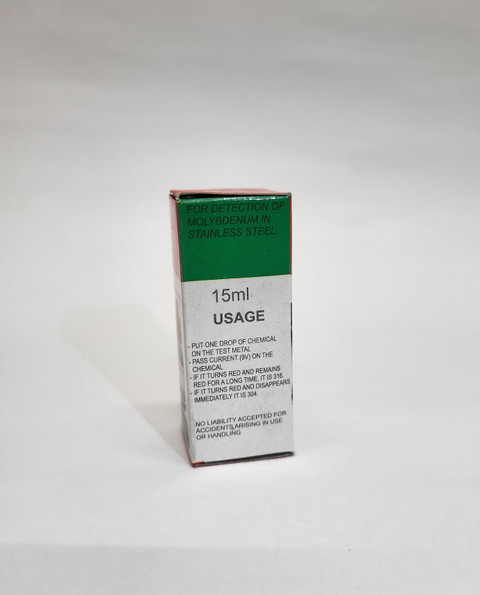 FOR DETECTION OF
MOLYBDENUM IN
STAINLESS STEEL
15ml
USAGE
- PUT ONE DROP OF CHEMICAL
ON THE TEST METAL
- PASS CURRENT (9V) ON THE
CHEMICAL
- IF IT TURNS RED AND REMAINS
RED FOR A LONG TIME, IT IS 316.
- IF IT TURNS RED AND DISAPPEARS
IMMEDIATELY IT IS 304.
NO LIABILITY ACCEPTED FOR
ACCIDENTS,ARISING IN USE
OR HANDLING